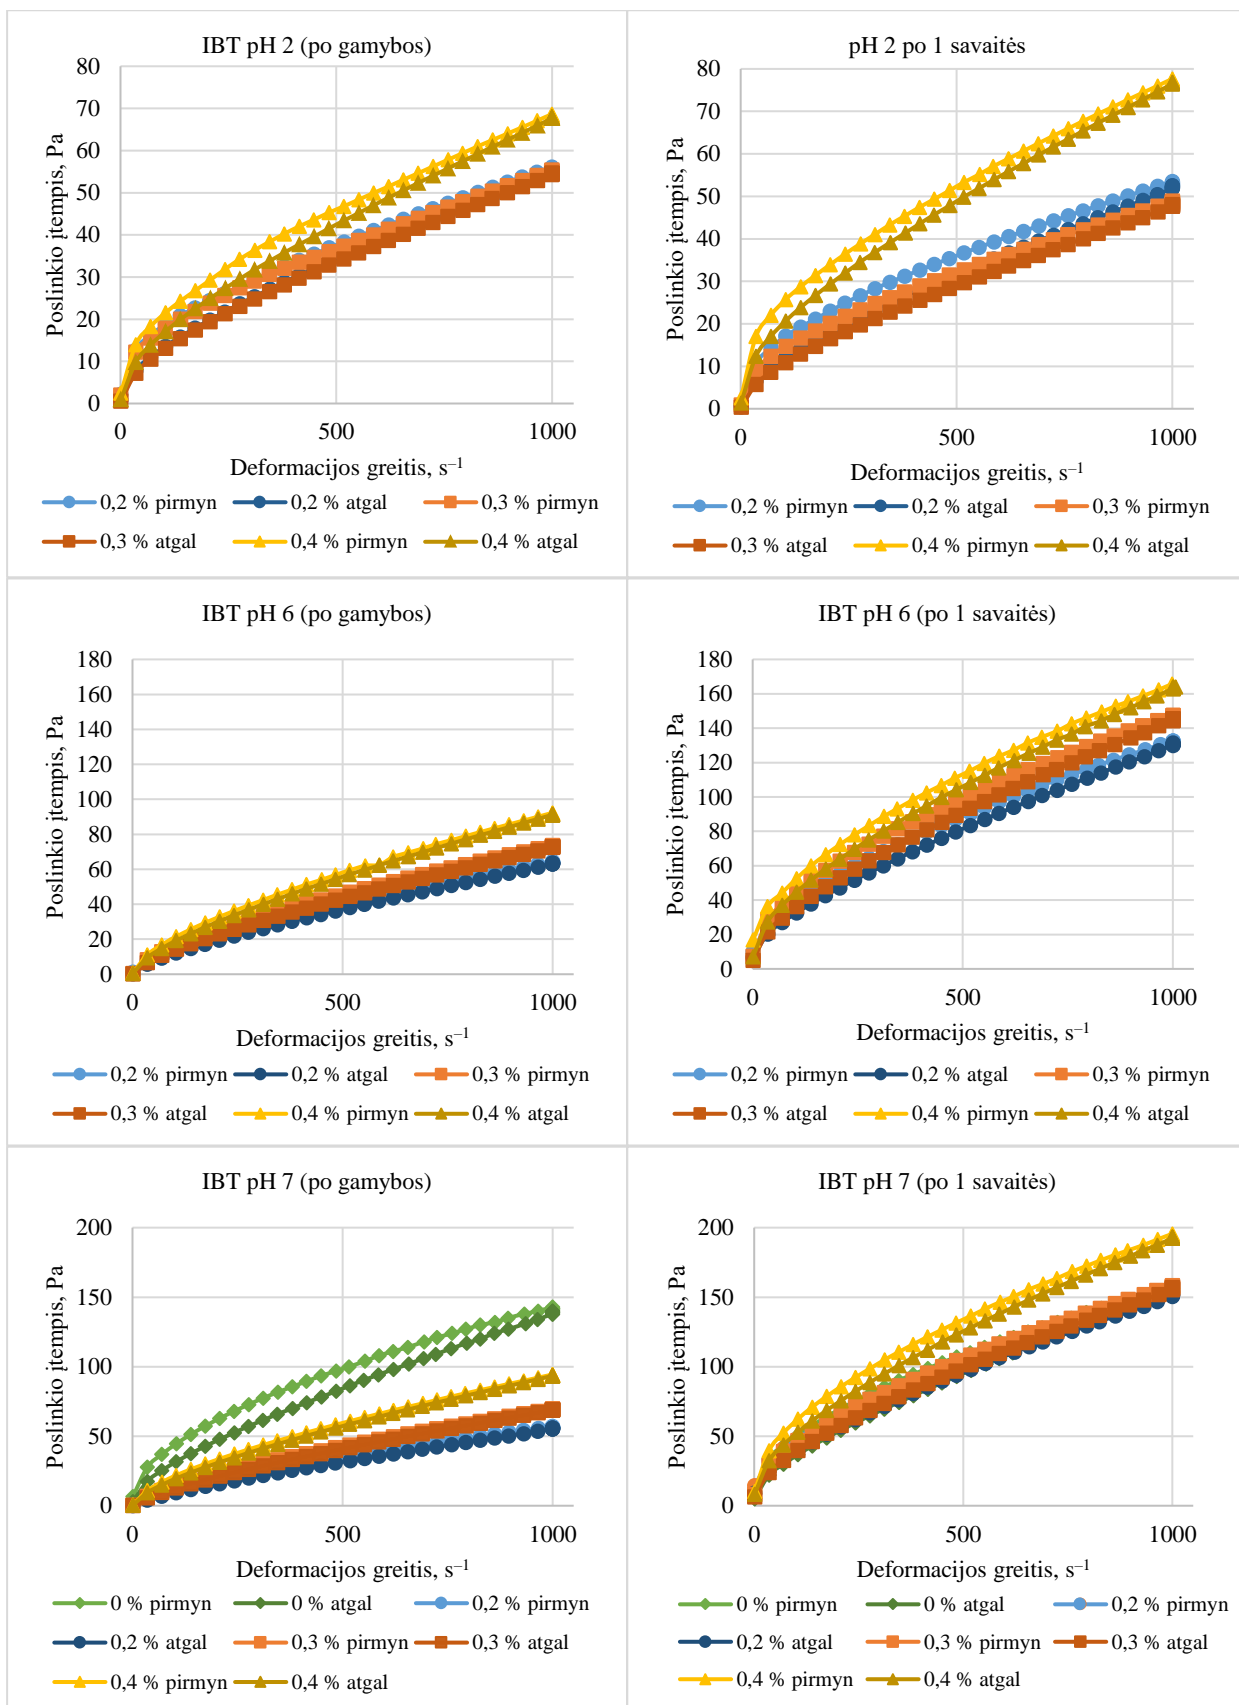 IBT pH 2 (po gamybos)
Poslinkio įtempis, Pa
80
70
60
50
40
30
20
10
0
0 500 1000
Deformacijos greitis, s⁻¹
0,2 % pirmyn 0,2 % atgal 0,3 % pirmyn
0,3 % atgal 0,4 % pirmyn 0,4 % atgal
pH 2 po 1 savaitės
Poslinkio įtempis, Pa
80
70
60
50
40
30
20
10
0
0 500 1000
Deformacijos greitis, s⁻¹
0,2 % pirmyn 0,2 % atgal 0,3 % pirmyn
0,3 % atgal 0,4 % pirmyn 0,4 % atgal
IBT pH 6 (po gamybos)
Poslinkio įtempis, Pa
180
160
140
120
100
80
60
40
20
0
0 500 1000
Deformacijos greitis, s⁻¹
0,2 % pirmyn 0,2 % atgal 0,3 % pirmyn
0,3 % atgal 0,4 % pirmyn 0,4 % atgal
IBT pH 6 (po 1 savaitės)
Poslinkio įtempis, Pa
180
160
140
120
100
80
60
40
20
0
0 500 1000
Deformacijos greitis, s⁻¹
0,2 % pirmyn 0,2 % atgal 0,3 % pirmyn
0,3 % atgal 0,4 % pirmyn 0,4 % atgal
IBT pH 7 (po gamybos)
Poslinkio įtempis, Pa
200
150
100
50
0
0 500 1000
Deformacijos greitis, s⁻¹
0 % pirmyn 0 % atgal 0,2 % pirmyn
0,2 % atgal 0,3 % pirmyn 0,3 % atgal
0,4 % pirmyn 0,4 % atgal
IBT pH 7 (po 1 savaitės)
Poslinkio įtempis, Pa
200
150
100
50
0
0 500 1000
Deformacijos greitis, s⁻¹
0 % pirmyn 0 % atgal 0,2 % pirmyn
0,2 % atgal 0,3 % pirmyn 0,3 % atgal
0,4 % pirmyn 0,4 % atgal